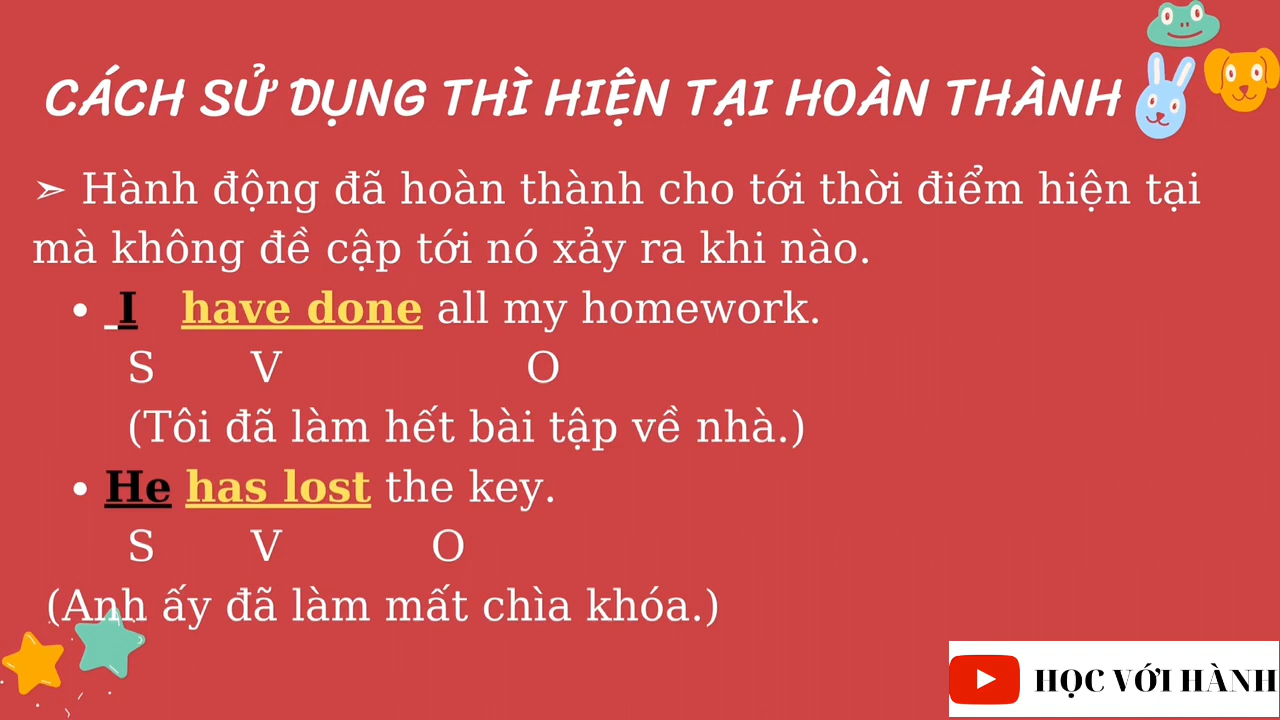 CÁCH SỬ DỤNG THÌ HIỆN TẠI HOÀN THÀNH
➣ Hành động đã hoàn thành cho tới thời điểm hiện tại
mà không đề cập tới nó xảy ra khi nào.
• I have done all my homework.
S V O
(Tôi đã làm hết bài tập về nhà.)
• He has lost the key.
S V O
(Anh ấy đã làm mất chìa khóa.)
HỌC VỚI HÀNH